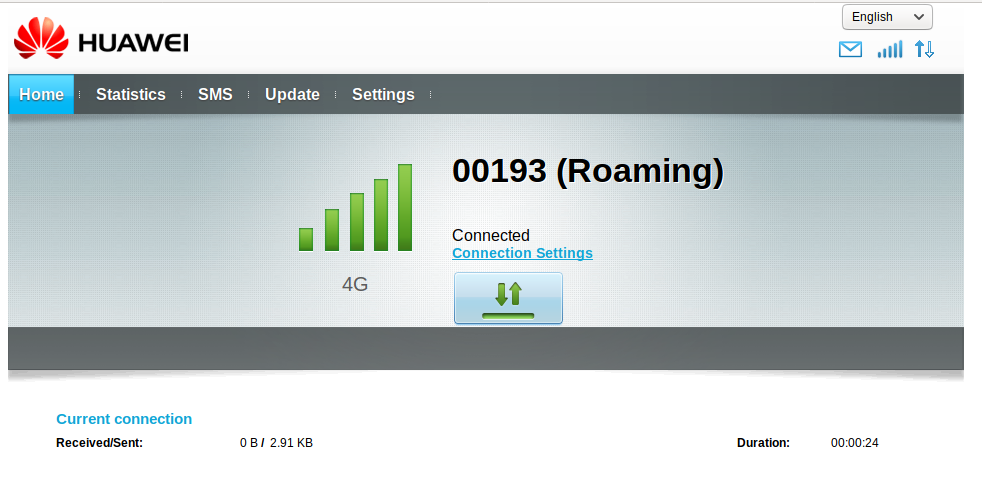 English
HUAWEI
Home Statistics SMS Update Settings
00193 (Roaming)
Connected
Connection Settings
4G
Current connection
Received/Sent: 0 B / 2.91 KB Duration: 00:00:24